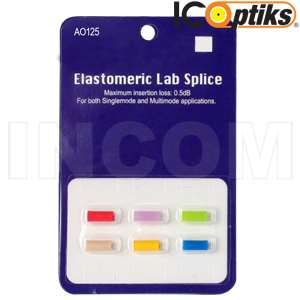 ICOptiks
AO125
Elastomeric Lab Splice
Maximum insertion loss: 0.5dB
For both Singlemode and Multimode applications.
INCOM